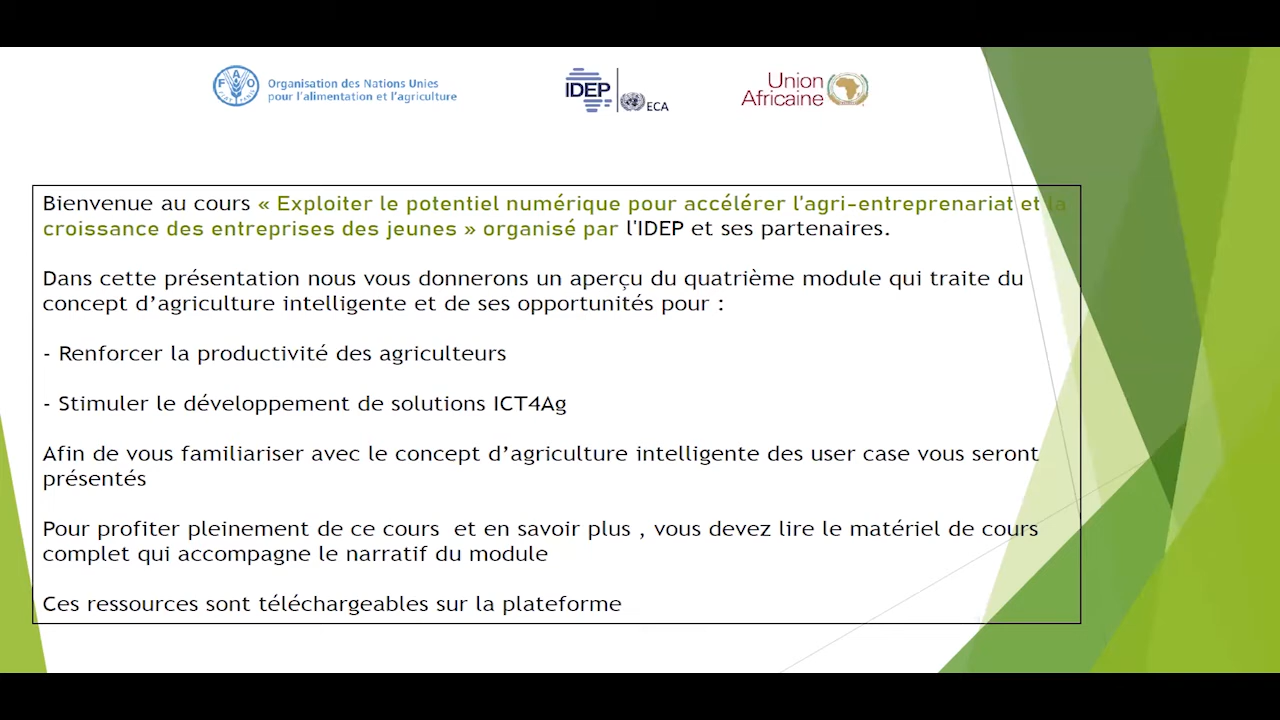 Organisation des Nations Unies
pour l'alimentation et l'agriculture
IDEP
ECA
Union
Africaine
Bienvenue au cours « Exploiter le potentiel numérique pour accélérer l'agri-entreprenariat et la
croissance des entreprises des jeunes » organisé par l'IDEP et ses partenaires.
Dans cette présentation nous vous donnerons un aperçu du quatrième module qui traite du
concept d’agriculture intelligente et de ses opportunités pour :
- Renforcer la productivité des agriculteurs
- Stimuler le développement de solutions ICT4Ag
Afin de vous familiariser avec le concept d’agriculture intelligente des user case vous seront
présentés
Pour profiter pleinement de ce cours  et en savoir plus , vous devez lire le matériel de cours
complet qui accompagne le narratif du module
Ces ressources sont téléchargeables sur la plateforme